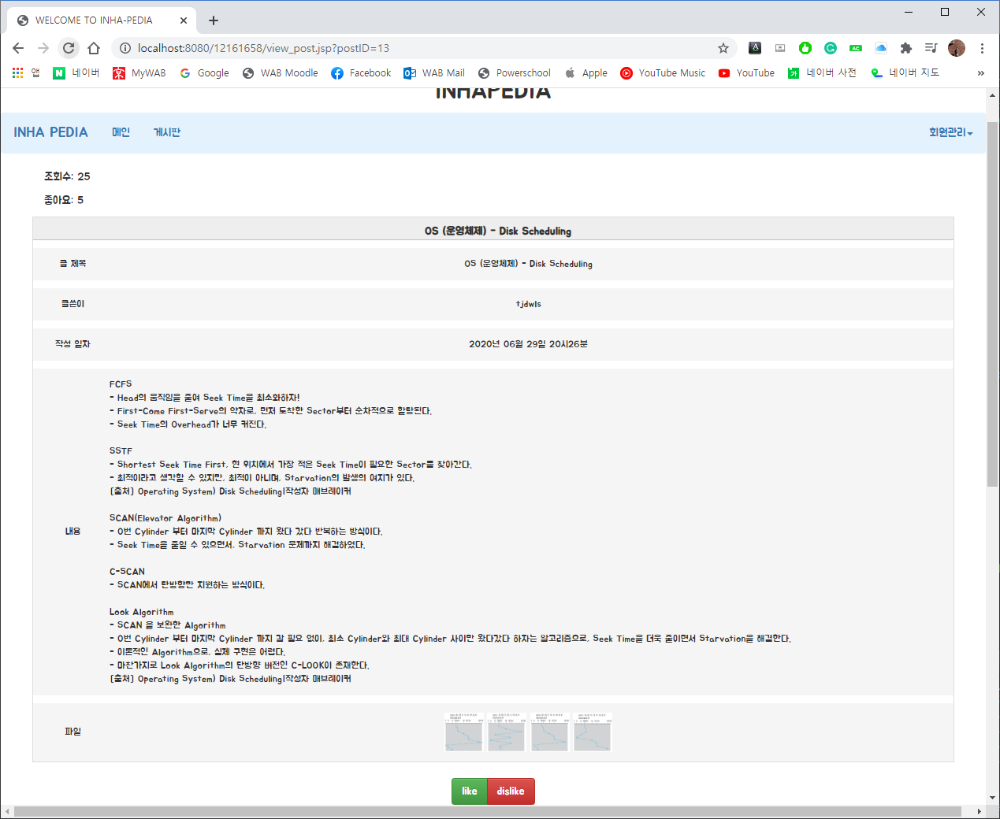 WELCOME TO INHA-PEDIA
localhost:8080/12161658/view_post.jsp?postID=13
앱 네이버 MyWAB Google WAB Moodle Facebook WAB Mail Powerschool Apple YouTube Music YouTube 네이버 사전 네이버 지도 »
INHAPEDIA
INHA PEDIA 메인 게시판 회원관리
조회수: 25
좋아요: 5
OS (운영체제) - Disk Scheduling
글 제목 OS (운영체제) - Disk Scheduling
글쓴이 tjdwls
작성 일자 2020년 06월 29일 20시26분
내용
FCFS
- Head의 움직임을 줄여 Seek Time을 최소화하자!
- First-Come First-Serve의 약자로, 먼저 도착한 Sector부터 순차적으로 할당된다.
- Seek Time의 Overhead가 너무 커진다.
SSTF
- Shortest Seek Time First, 현 위치에서 가장 적은 Seek Time이 필요한 Sector를 찾아간다.
- 최적이라고 생각할 수 있지만, 최적이 아니며, Starvation의 발생의 여지가 있다.
[출처] Operating System) Disk Scheduling|작성자 매브레이커
SCAN(Elevator Algorithm)
- 0번 Cylinder 부터 마지막 Cylinder 까지 왔다 갔다 반복하는 방식이다.
- Seek Time을 줄일 수 있으면서, Starvation 문제까지 해결하였다.
C-SCAN
- SCAN에서 단방향만 지원하는 방식이다.
Look Algorithm
- SCAN 을 보완한 Algorithm
- 0번 Cylinder 부터 마지막 Cylinder 까지 갈 필요 없이, 최소 Cylinder와 최대 Cylinder 사이만 왔다갔다 하자는 알고리즘으로, Seek Time을 더욱 줄이면서 Starvation을 해결한다.
- 이론적인 Algorithm으로, 실제 구현은 어렵다.
- 마찬가지로 Look Algorithm의 단방향 버전인 C-LOOK이 존재한다.
[출처] Operating System) Disk Scheduling|작성자 매브레이커
파일
like dislike